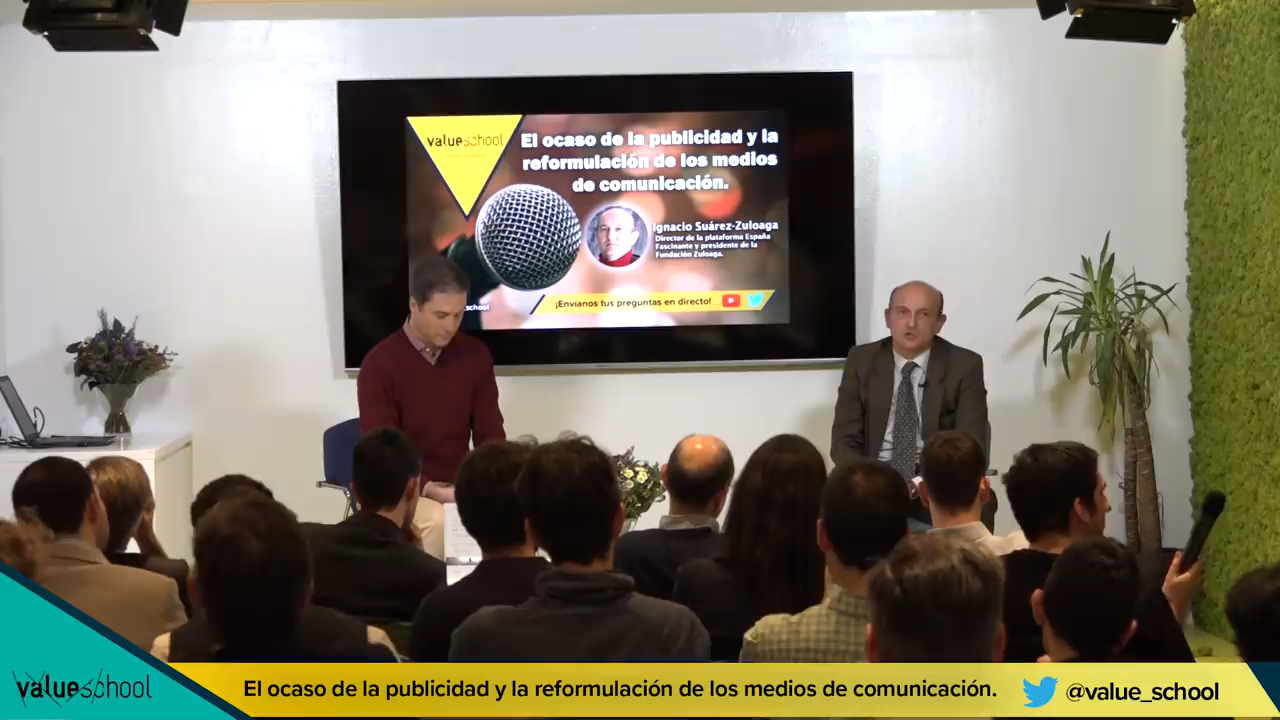 valueschool
El ocaso de la publicidad y la
reformulación de los medios
de comunicación.
Ignacio Suárez-Zuloaga
Director de la plataforma España
Fascinante y presidente de la
Fundación Zuloaga.
_school
¡Envíanos tus preguntas en directo!
valueschool
El ocaso de la publicidad y la reformulación de los medios de comunicación.
@value_school